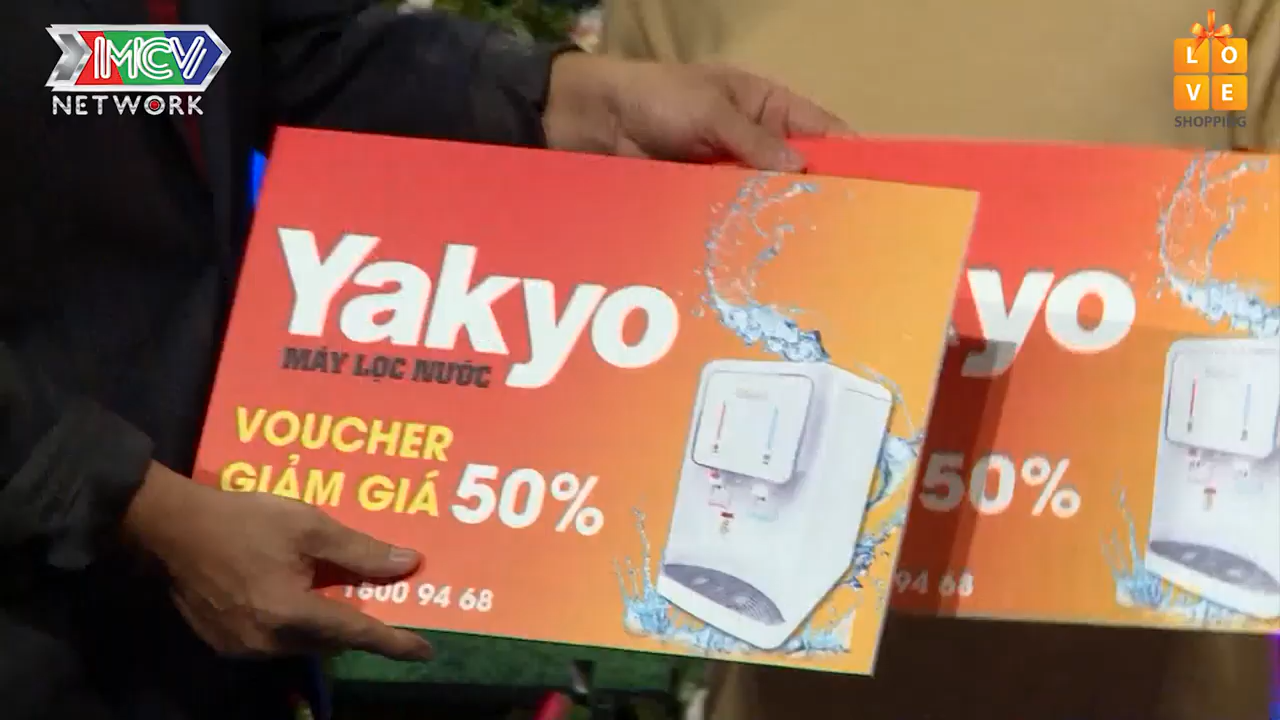 MCV
NETWORK
L O
V E
SHOPPING
Yakyo
MÁY LỌC NƯỚC
VOUCHER
GIẢM GIÁ 50%
1800 94 68
yo
50%
94 68